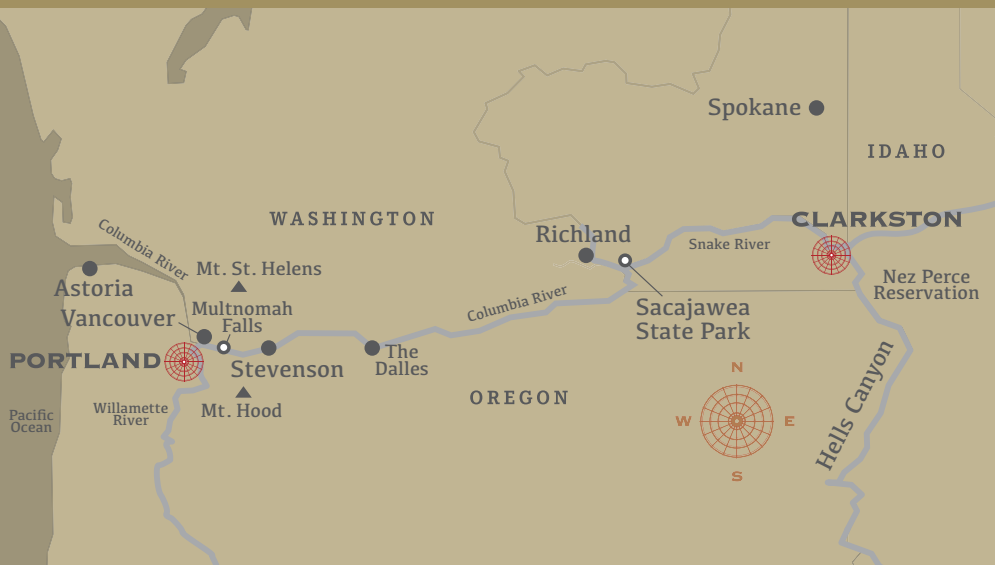 Spokane
IDAHO
WASHINGTON
CLARKSTON
Columbia River
Richland
Snake River
Mt. St. Helens
Astoria
Nez Perce
Reservation
Multnomah
Falls
Columbia River
Sacajawea
State Park
Vancouver
PORTLAND
Stevenson
The
Dalles
N
W
E
S
OREGON
Hells Canyon
Willamette
River
Mt. Hood
Pacific
Ocean